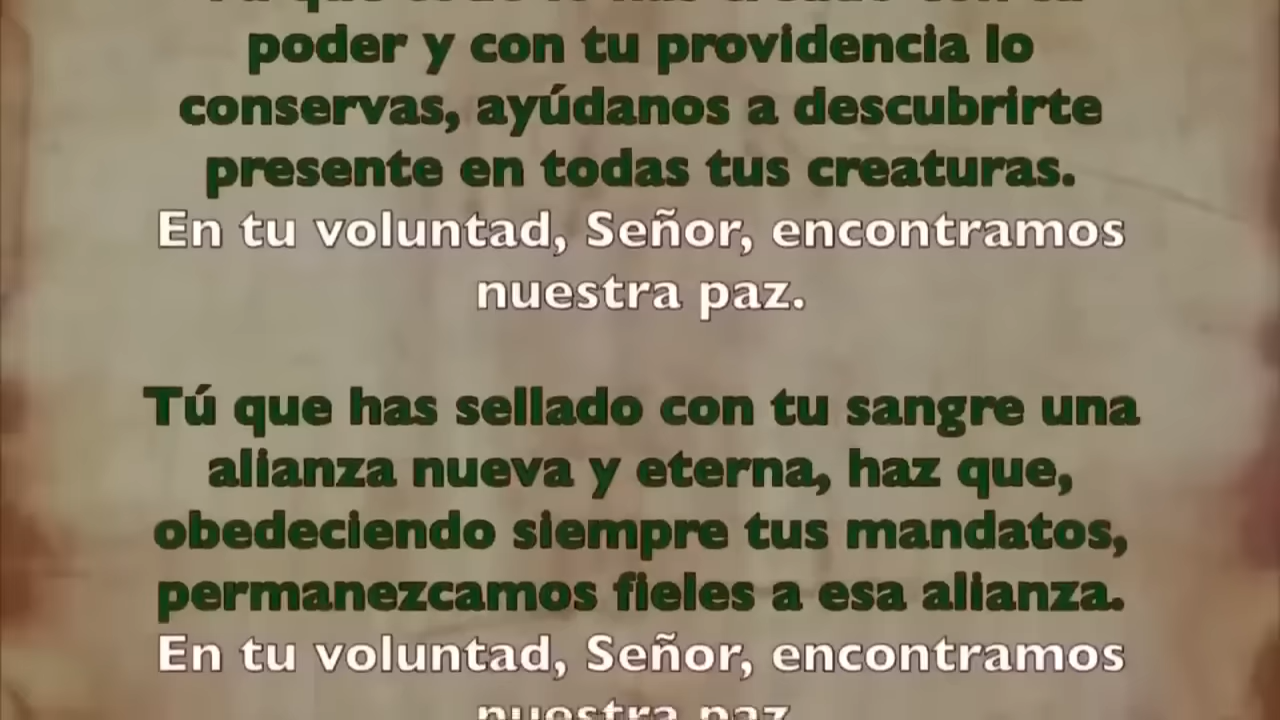 poder y con tu providencia lo
conservas, ayúdanos a descubrirte
presente en todas tus creaturas.
En tu voluntad, Señor, encontramos
nuestra paz.
Tú que has sellado con tu sangre una
alianza nueva y eterna, haz que,
obedeciendo siempre tus mandatos,
permanezcamos fieles a esa alianza.
En tu voluntad, Señor, encontramos
nuestra paz